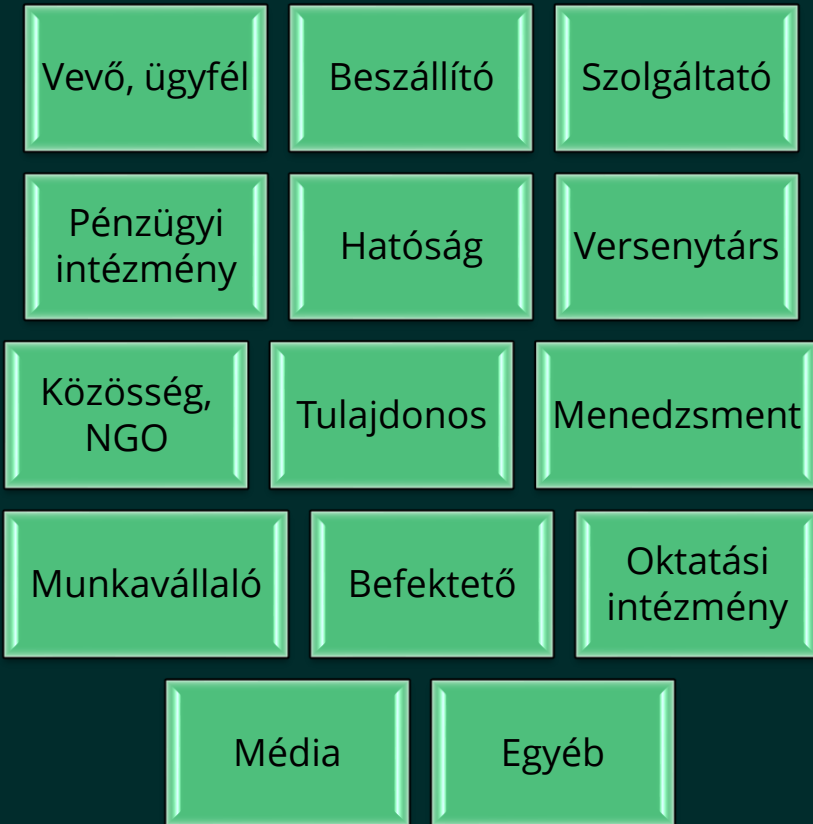 Vevő, ügyfél
Beszállító
Szolgáltató
Pénzügyi
intézmény
Hatóság
Versenytárs
Közösség,
NGO
Tulajdonos
Menedzsment
Munkavállaló
Befektető
Oktatási
intézmény
Média
Egyéb